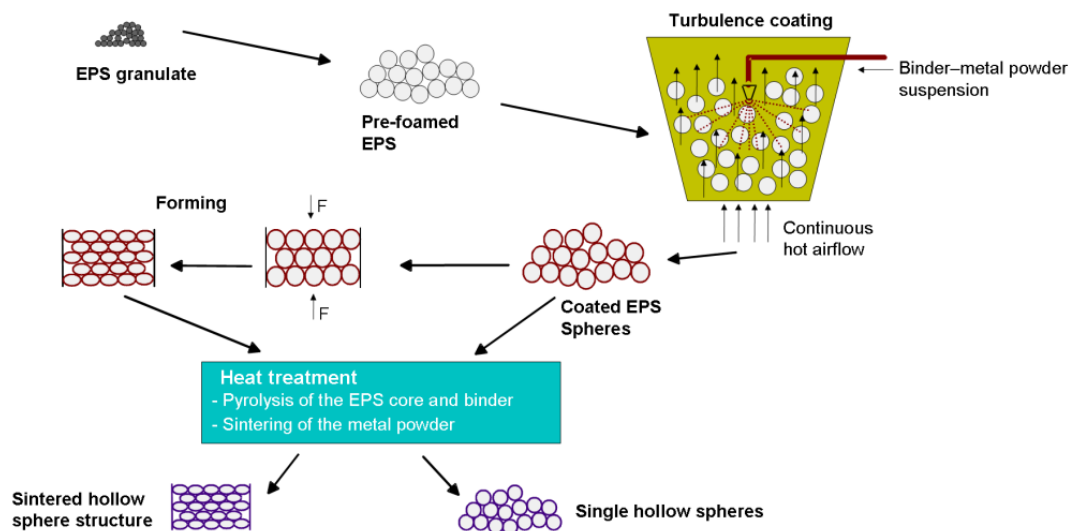 Turbulence coating
EPS granulate
Pre-foamed
EPS
Binder–metal powder
suspension
Forming
F
F
Continuous
hot airflow
Coated EPS
Spheres
Heat treatment
- Pyrolysis of the EPS core and binder
- Sintering of the metal powder
Sintered hollow
sphere structure
Single hollow spheres